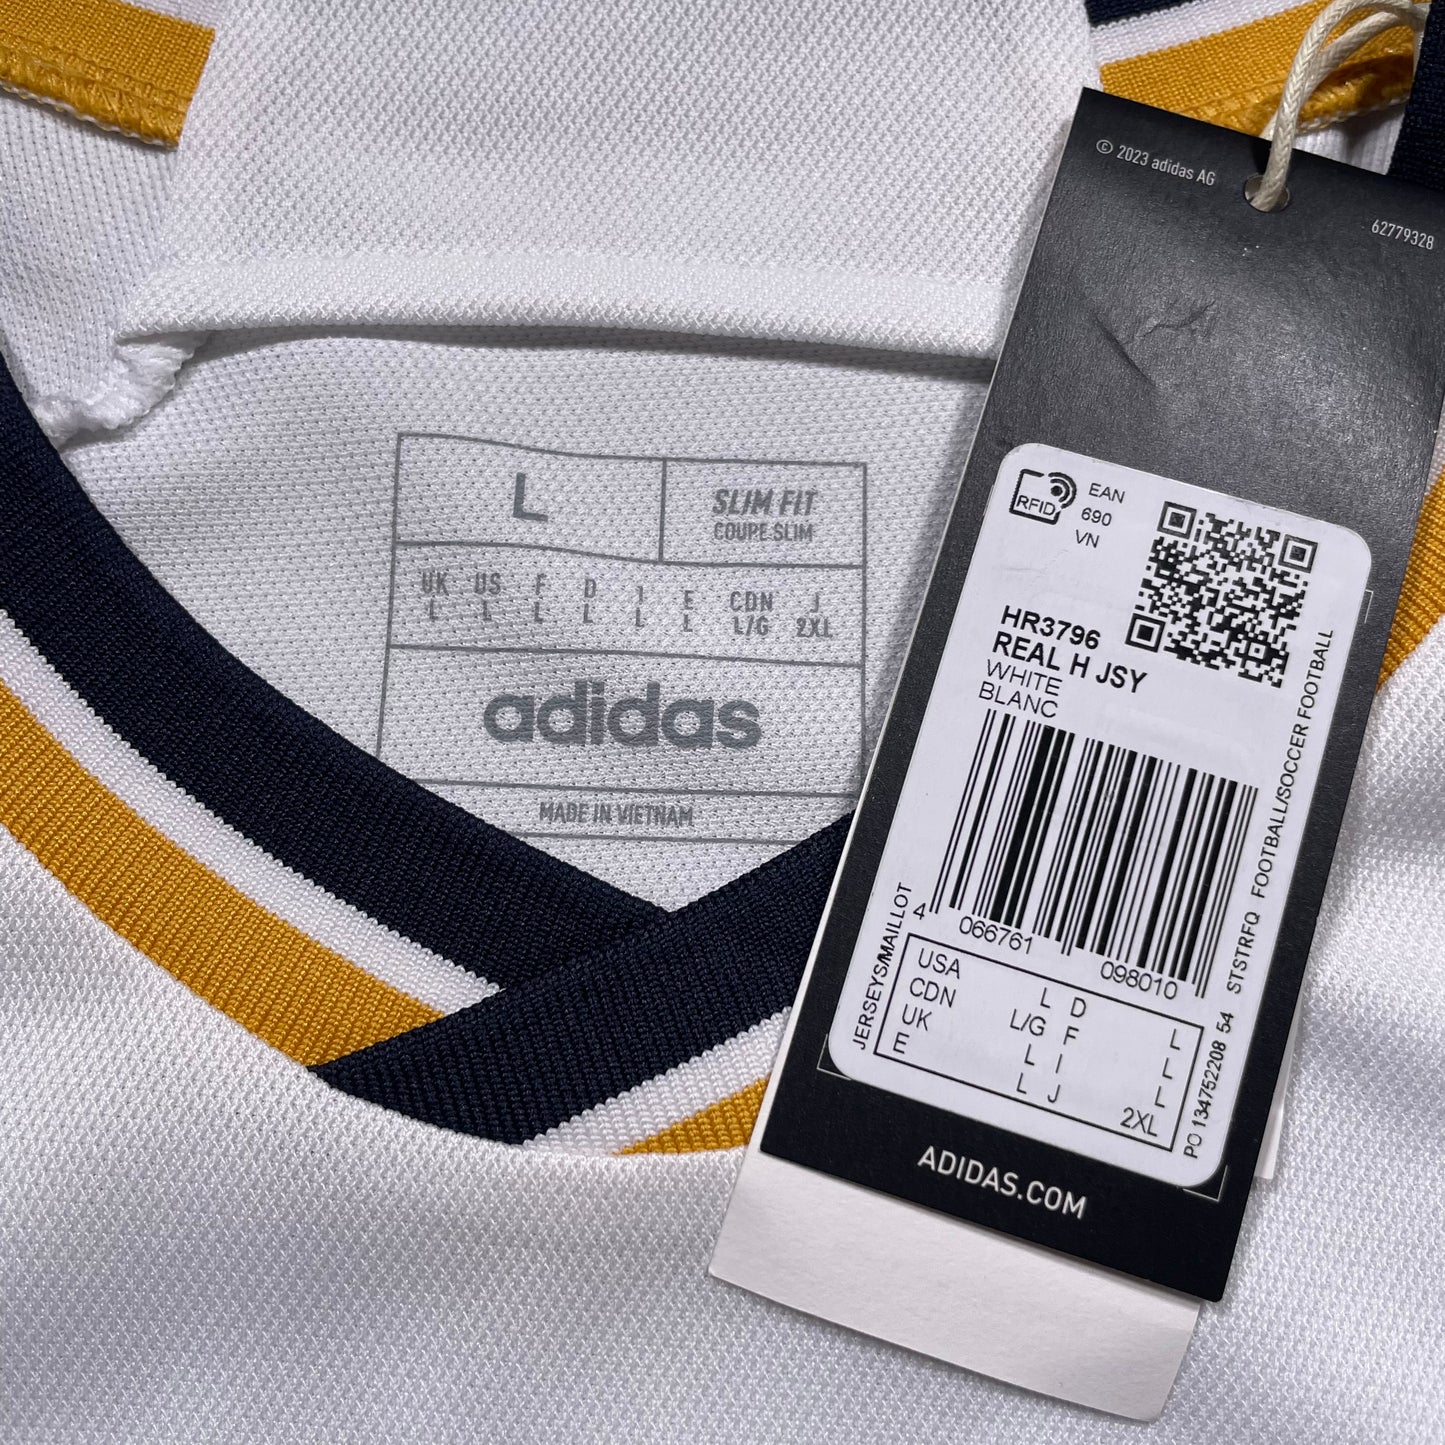 L
SLIM FIT
COUPE SLIM
UK US F D I E CDN J
L L L L L L L/G 2XL
adidas
MADE IN VIETNAM
© 2023 adidas AG
62779328
RFID
EAN
690
VN
HR3796
REAL H JSY
WHITE
BLANC
4 066761 098010
JERSEYS/MAILLOT
USA L D L
CDN L/G F L
UK L I L
E L J 2XL
PO 134752208 54 STSTRFQ FOOTBALL/SOCCER FOOTBALL
ADIDAS.COM